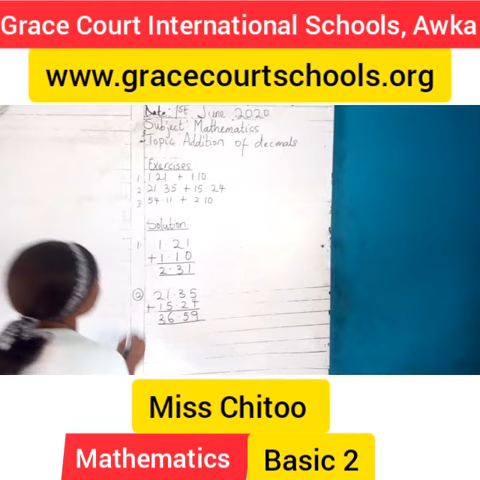 Grace Court International Schools, Awka
www.gracecourtschools.org
Date: 1st June 2020
Subject: Mathematics
Topic: Addition of decimals
Exercises
1. 1.21 + 1.10
2. 21.35 + 15.24
3. 54.11 + 2.10
Solution
1. 1.21
+1.10
2.31
② 21.35
+15.24
36.59
Miss Chitoo
Mathematics Basic 2